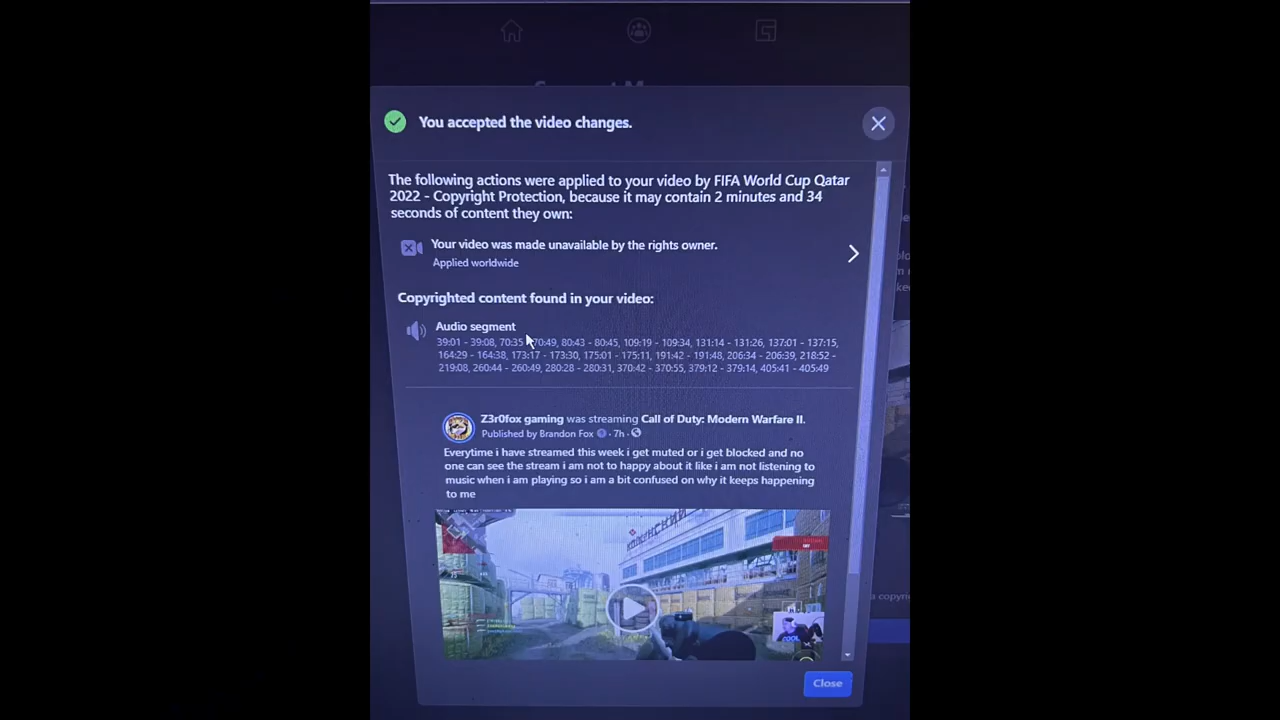 You accepted the video changes.
The following actions were applied to your video by FIFA World Cup Qatar
2022 - Copyright Protection, because it may contain 2 minutes and 34
seconds of content they own:
Your video was made unavailable by the rights owner.
Applied worldwide
Copyrighted content found in your video:
Audio segment
39:01 - 39:08, 70:35 - 70:49, 80:43 - 80:45, 109:19 - 109:34, 131:14 - 131:26, 137:01 - 137:15,
164:29 - 164:38, 173:17 - 173:30, 175:01 - 175:11, 191:42 - 191:48, 206:34 - 206:39, 218:52 -
219:08, 260:44 - 260:49, 280:28 - 280:31, 370:42 - 370:55, 379:12 - 379:14, 405:41 - 405:49
Z3r0fox gaming was streaming Call of Duty: Modern Warfare II.
Published by Brandon Fox · 7h ·
Everytime i have streamed this week i get muted or i get blocked and no
one can see the stream i am not to happy about it like i am not listening to
music when i am playing so i am a bit confused on why it keeps happening
to me
a copyri
Close